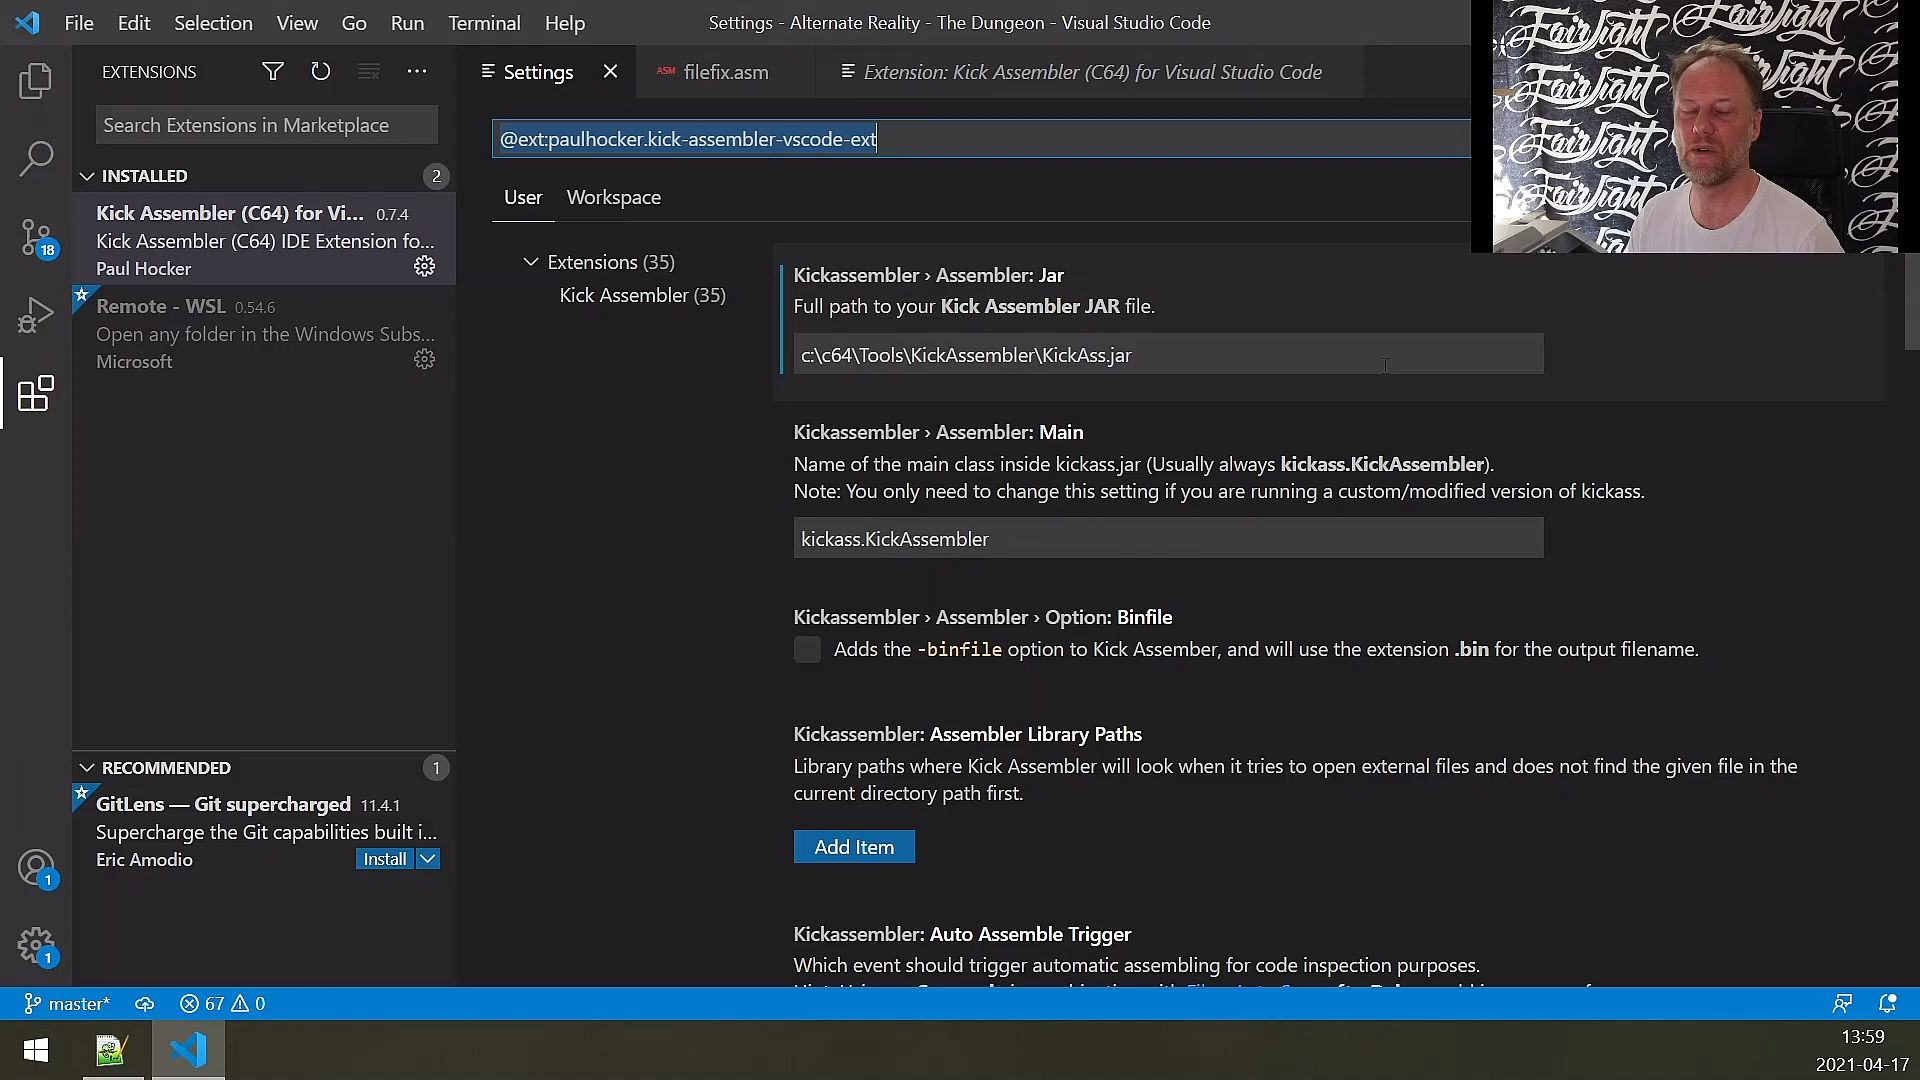 File Edit Selection View Go Run Terminal Help
Settings - Alternate Reality - The Dungeon - Visual Studio Code
EXTENSIONS
Settings
ASM filefix.asm
Extension: Kick Assembler (C64) for Visual Studio Code
Search Extensions in Marketplace
@ext:paulhocker.kick-assembler-vscode-ext
INSTALLED 2
Kick Assembler (C64) for Vi... 0.7.4
Kick Assembler (C64) IDE Extension fo...
Paul Hocker
Remote - WSL 0.54.6
Open any folder in the Windows Subs...
Microsoft
18
User Workspace
Extensions (35)
Kick Assembler (35)
Kickassembler › Assembler: Jar
Full path to your Kick Assembler JAR file.
c:\c64\Tools\KickAssembler\KickAss.jar
Kickassembler › Assembler: Main
Name of the main class inside kickass.jar (Usually always kickass.KickAssembler).
Note: You only need to change this setting if you are running a custom/modified version of kickass.
kickass.KickAssembler
Kickassembler › Assembler › Option: Binfile
Adds the -binfile option to Kick Assember, and will use the extension .bin for the output filename.
Kickassembler: Assembler Library Paths
Library paths where Kick Assembler will look when it tries to open external files and does not find the given file in the
current directory path first.
Add Item
Kickassembler: Auto Assemble Trigger
Which event should trigger automatic assembling for code inspection purposes.
RECOMMENDED 1
GitLens — Git supercharged 11.4.1
Supercharge the Git capabilities built i...
Eric Amodio
Install
1
1
master*
67 0
13:59
2021-04-17
Fairlight
Fairlight
Fairlight
Fairlight
Fairlight
Fairlight